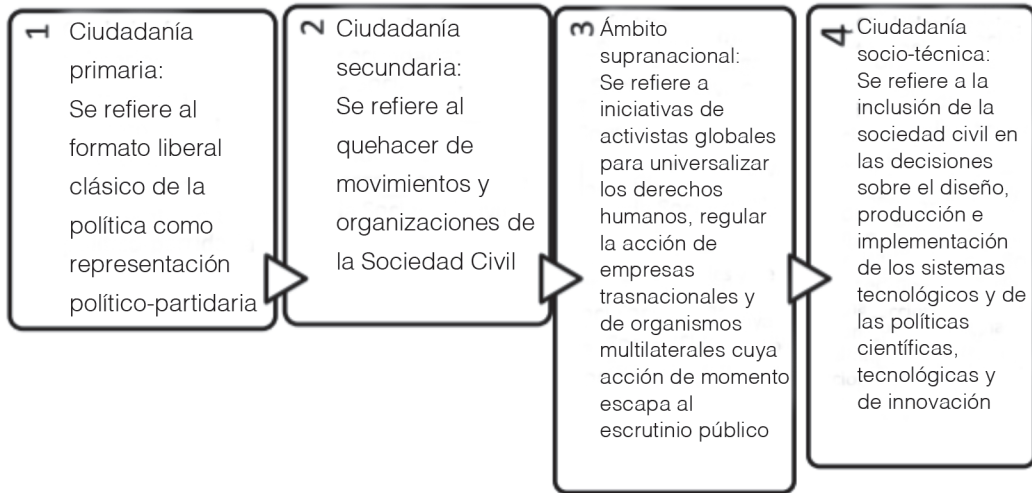 1 Ciudadanía
primaria:
Se refiere al
formato liberal
clásico de la
política como
representación
político-partidaria
2 Ciudadanía
secundaria:
Se refiere al
quehacer de
movimientos y
organizaciones de
la Sociedad Civil
3 Ámbito
supranacional:
Se refiere a
iniciativas de
activistas globales
para universalizar
los derechos
humanos, regular
la acción de
empresas
trasnacionales y
de organismos
multilaterales cuya
acción de momento
escapa al
escrutinio público
4 Ciudadanía
socio-técnica:
Se refiere a la
inclusión de la
sociedad civil en
las decisiones
sobre el diseño,
producción e
implementación
de los sistemas
tecnológicos y de
las políticas
científicas,
tecnológicas y
de innovación